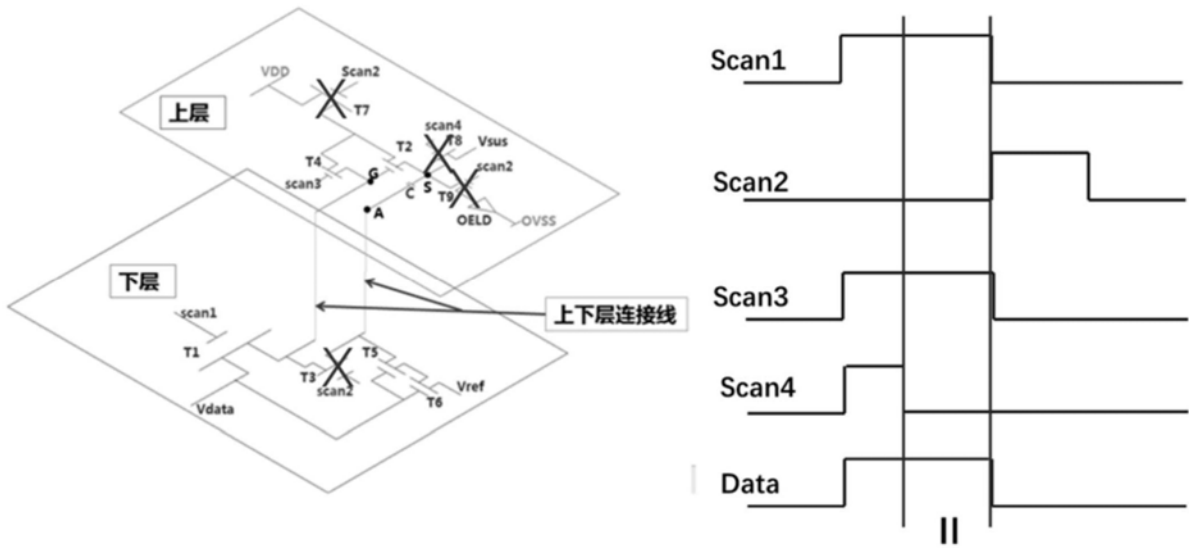 VDD
Scan2
上层
T7
scan4
T8
Vsus
T2
scan2
T4
G
scan3
S
C
T9
A
OELD
OVSS
下层
scan1
上下层连接线
T1
T5
T3
scan2
Vref
T6
Vdata
Scan1
Scan2
Scan3
Scan4
Data
II